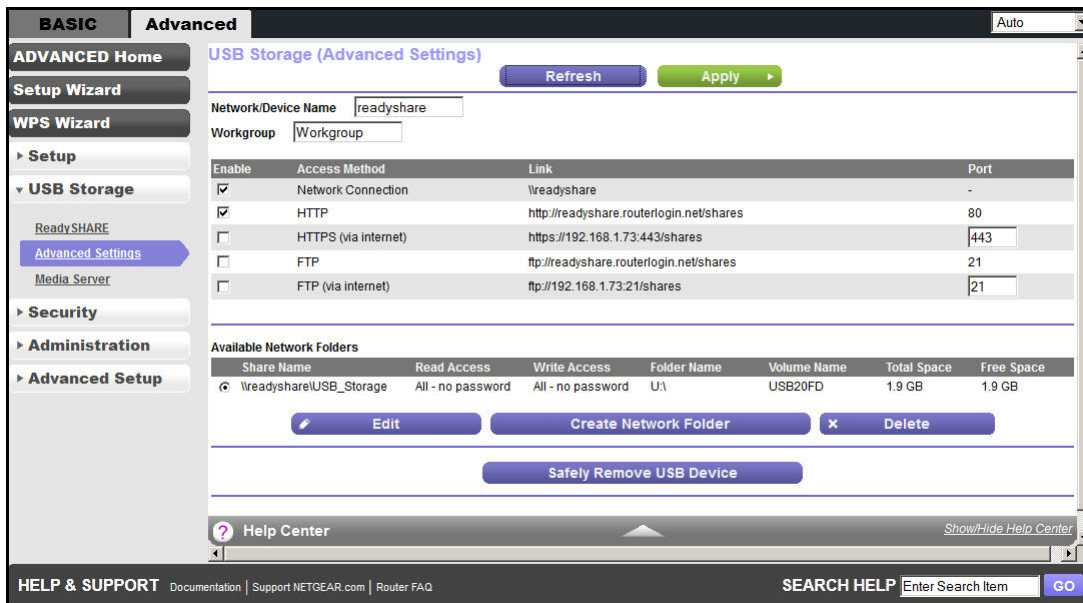 BASIC Advanced Auto
ADVANCED Home
Setup Wizard
WPS Wizard
Setup
USB Storage
ReadySHARE
Advanced Settings
Media Server
Security
Administration
Advanced Setup
USB Storage (Advanced Settings)
Refresh Apply
Network/Device Name readyshare
Workgroup Workgroup
Enable Access Method Link Port
Network Connection \\readyshare -
HTTP http://readyshare.routerlogin.net/shares 80
HTTPS (via internet) https://192.168.1.73:443/shares 443
FTP ftp://readyshare.routerlogin.net/shares 21
FTP (via internet) ftp://192.168.1.73:21/shares 21
Available Network Folders
Share Name Read Access Write Access Folder Name Volume Name Total Space Free Space
\\readyshare\USB_Storage All - no password All - no password U:\ USB20FD 1.9 GB 1.9 GB
Edit Create Network Folder Delete
Safely Remove USB Device
? Help Center Show/Hide Help Center
HELP & SUPPORT Documentation | Support NETGEAR.com | Router FAQ SEARCH HELP Enter Search Item GO